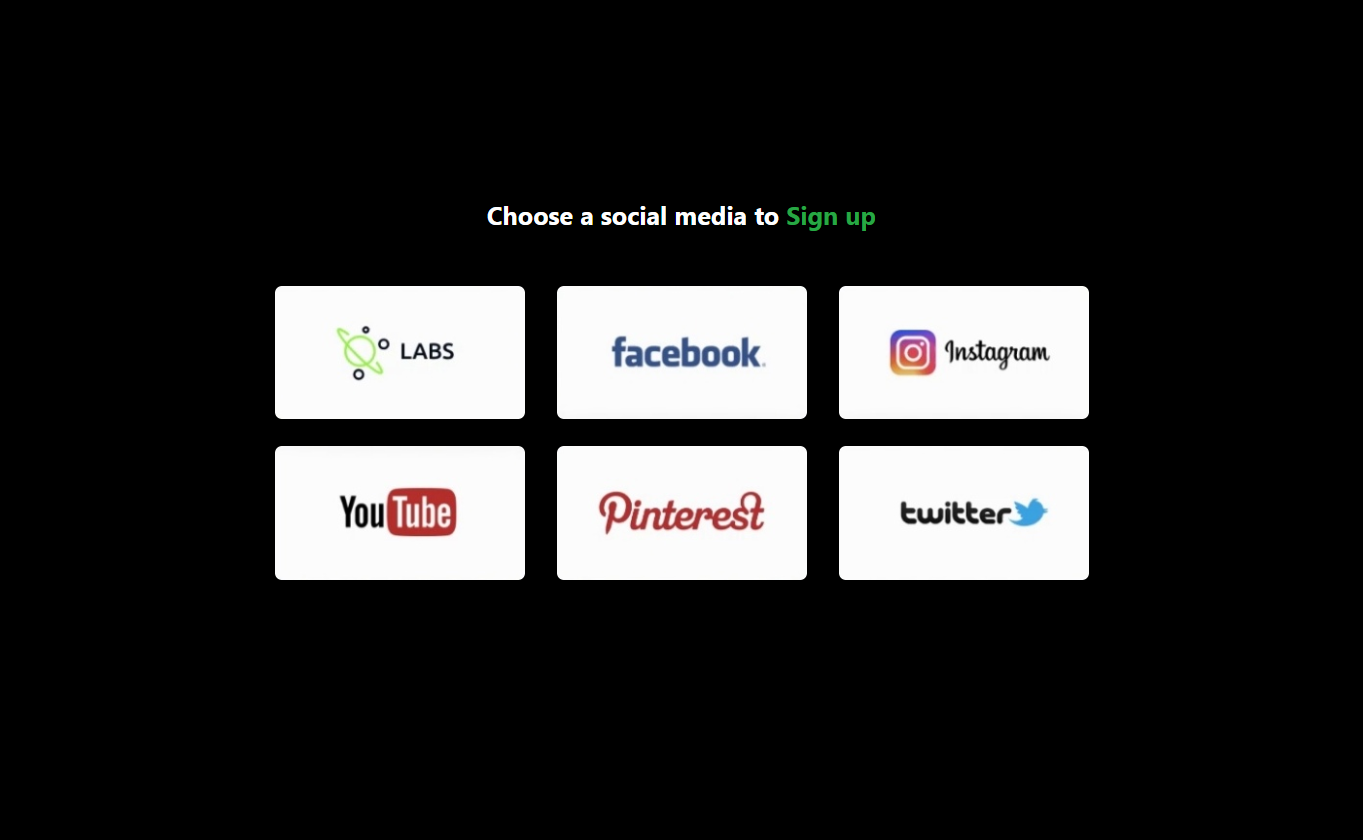 Choose a social media to Sign up
LABS
facebook.
Instagram
YouTube
Pinterest
twitter